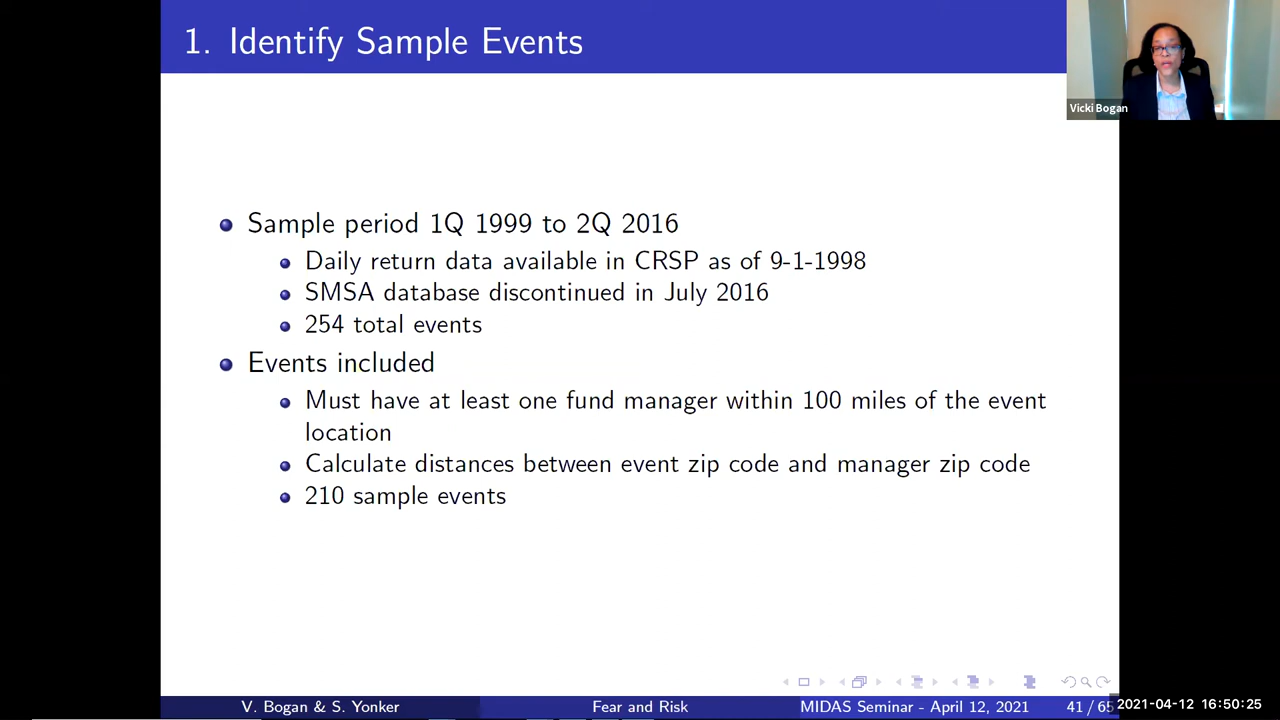 1. Identify Sample Events
Vicki Bogan
Sample period 1Q 1999 to 2Q 2016
Daily return data available in CRSP as of 9-1-1998
SMSA database discontinued in July 2016
254 total events
Events included
Must have at least one fund manager within 100 miles of the event
location
Calculate distances between event zip code and manager zip code
210 sample events
V. Bogan & S. Yonker
Fear and Risk
MIDAS Seminar - April 12, 2021
41 / 65
2021-04-12 16:50:25